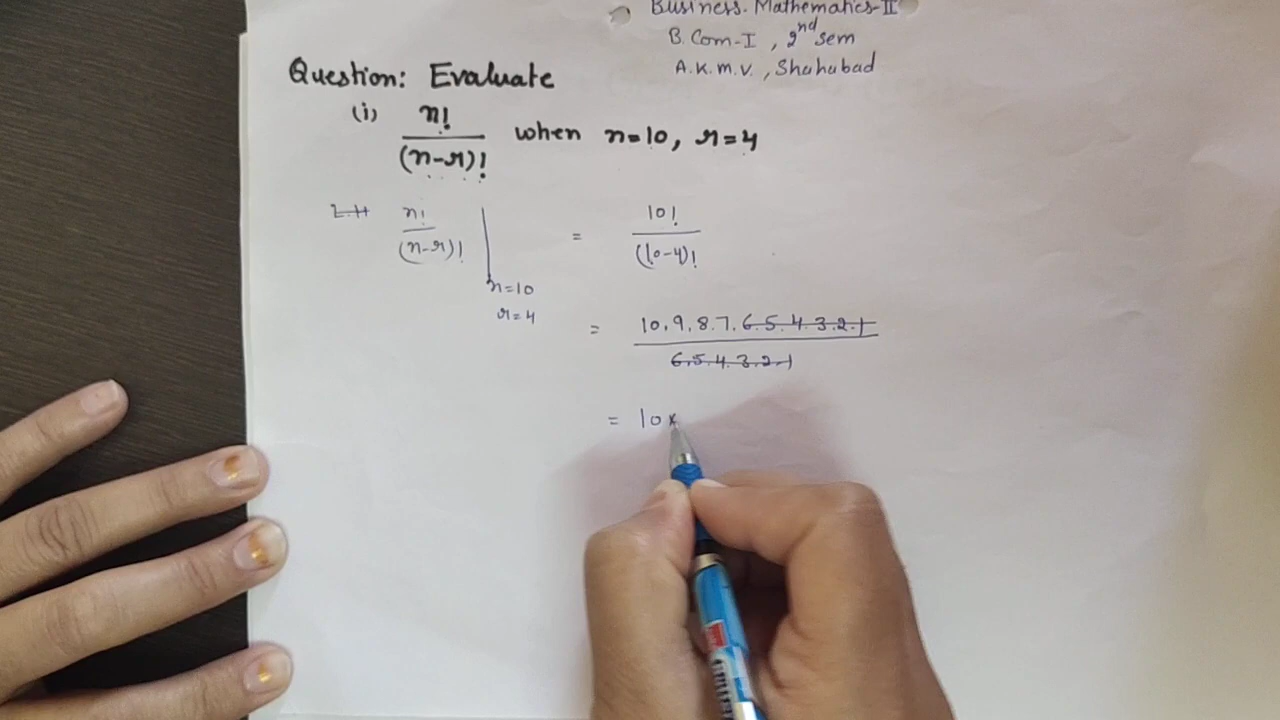 Business Mathematics-II
B.Com-I, 2nd sem
A.K.M.V., Shahabad
Question: Evaluate
(i) n!/(n-r)! when n=10, r=4
n!/(n-r)! | n=10 r=4 = 10!/(10-4)!
= 10.9.8.7.6.5.4.3.2.1/6.5.4.3.2.1
= 10×